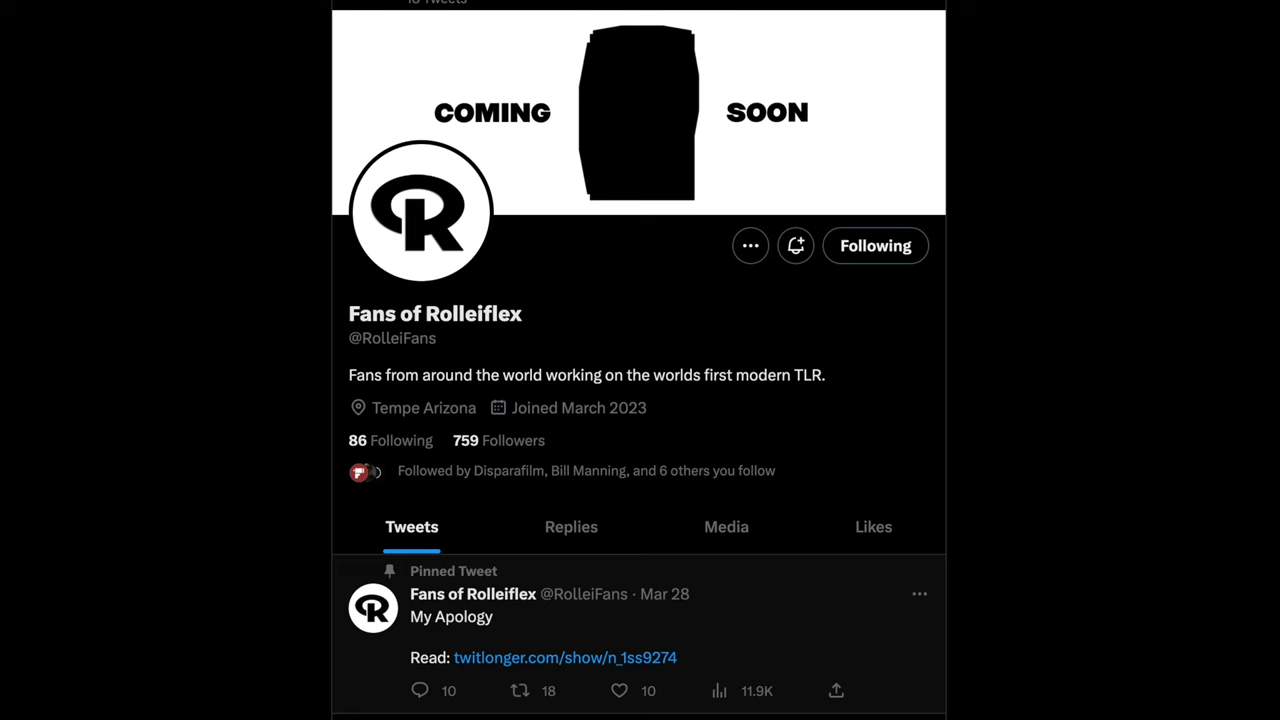 18 Tweets
COMING SOON
R
Fans of Rolleiflex
@RolleiFans
Following
Fans from around the world working on the worlds first modern TLR.
Tempe Arizona Joined March 2023
86 Following 759 Followers
Followed by Disparafilm, Bill Manning, and 6 others you follow
Tweets Replies Media Likes
Pinned Tweet
R
Fans of Rolleiflex @RolleiFans · Mar 28
My Apology
Read: twitlonger.com/show/n_1ss9274
10 18 10 11.9K